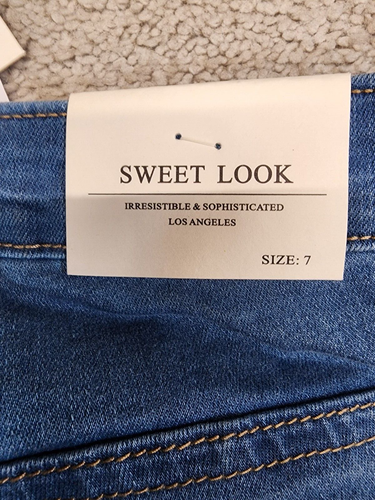 SWEET LOOK
IRRESISTIBLE & SOPHISTICATED
LOS ANGELES
SIZE: 7